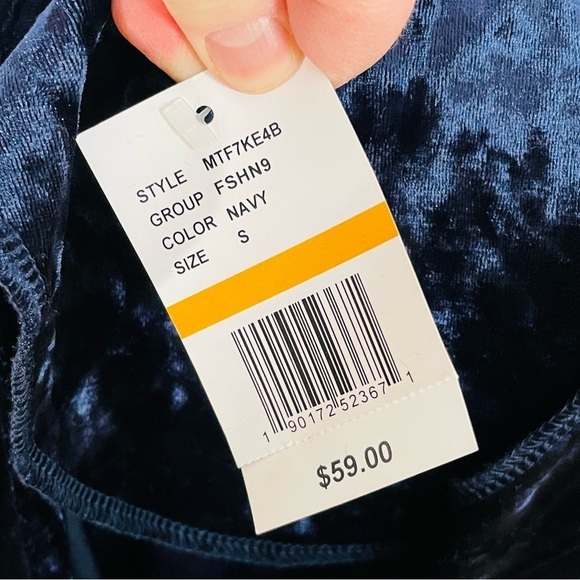 STYLE MTF7KE4B
GROUP FSHN9
COLOR NAVY
SIZE S
1 90172 52367 1
$59.00